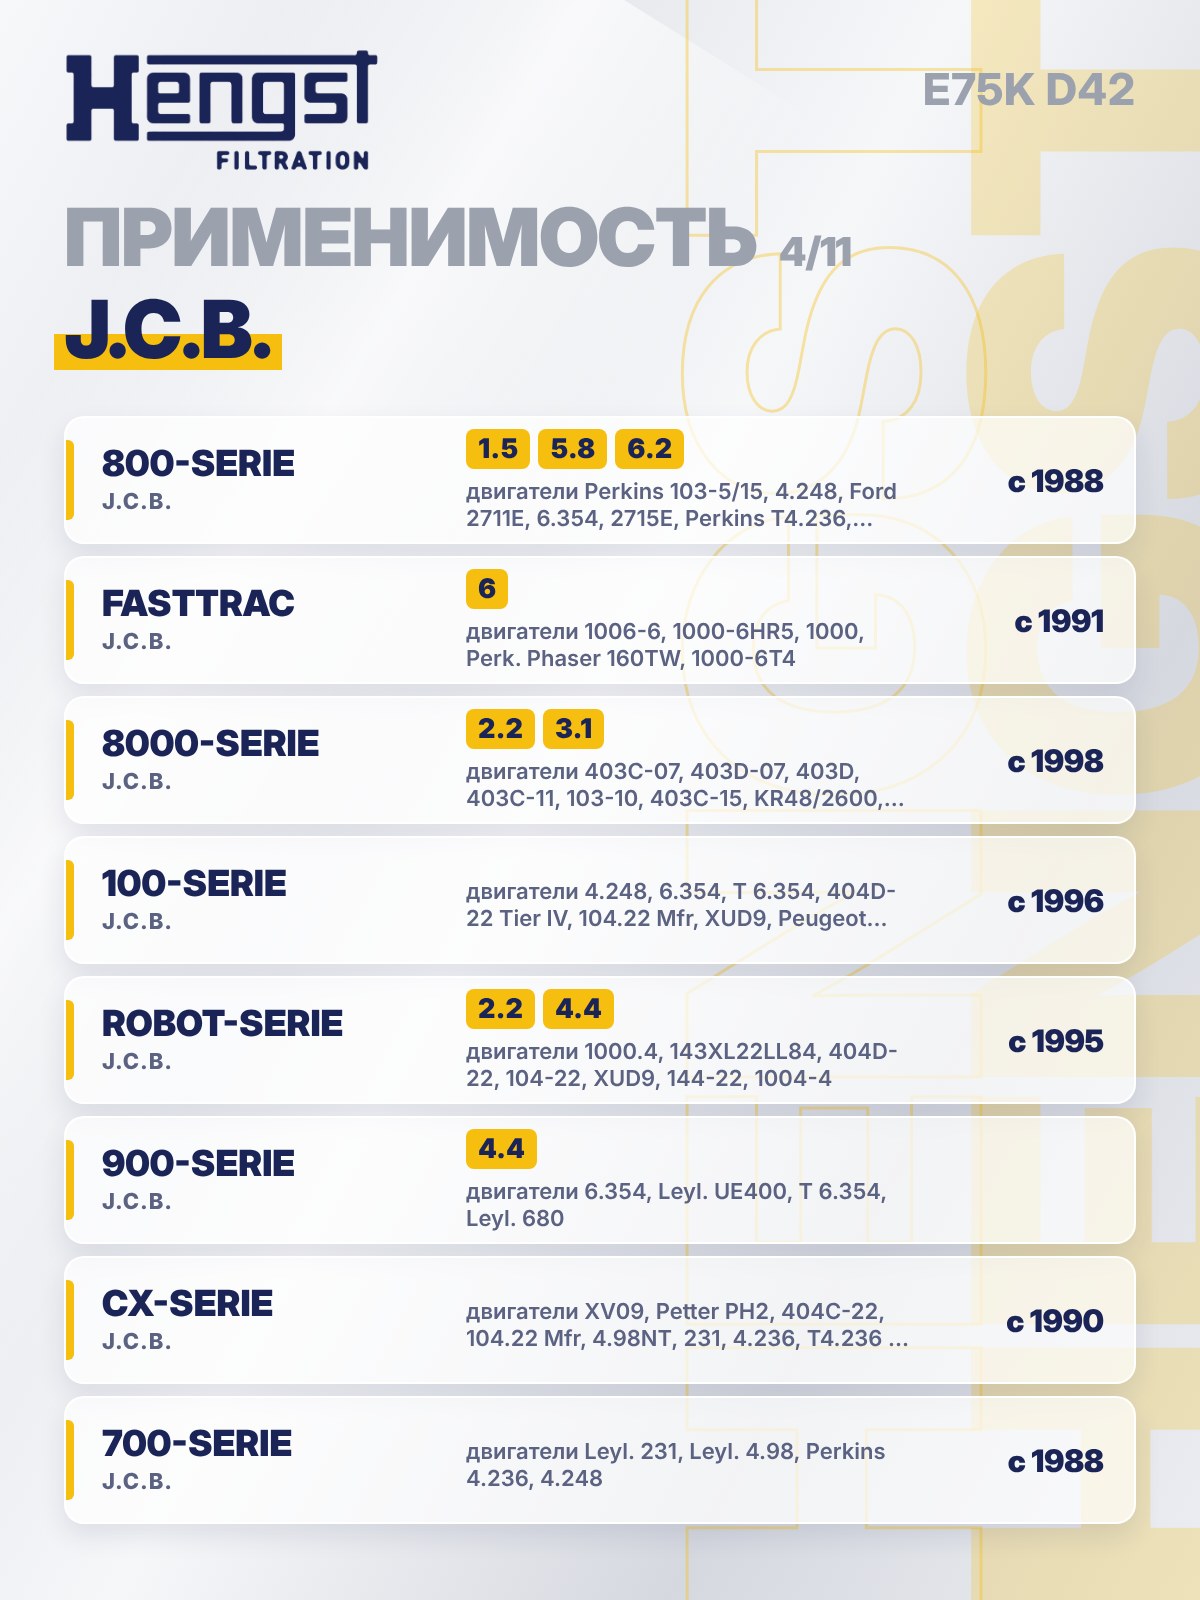 Hengst
FILTRATION
E75K D42
ПРИМЕНИМОСТЬ 4/11
J.C.B.
800-SERIE
J.C.B.
1.5 5.8 6.2
двигатели Perkins 103-5/15, 4.248, Ford
2711E, 6.354, 2715E, Perkins T4.236,...
с 1988
FASTTRAC
J.C.B.
6
двигатели 1006-6, 1000-6HR5, 1000,
Perk. Phaser 160TW, 1000-6T4
с 1991
8000-SERIE
J.C.B.
2.2 3.1
двигатели 403C-07, 403D-07, 403D,
403C-11, 103-10, 403C-15, KR48/2600,...
с 1998
100-SERIE
J.C.B.
двигатели 4.248, 6.354, T 6.354, 404D-
22 Tier IV, 104.22 Mfr, XUD9, Peugeot...
с 1996
ROBOT-SERIE
J.C.B.
2.2 4.4
двигатели 1000.4, 143XL22LL84, 404D-
22, 104-22, XUD9, 144-22, 1004-4
с 1995
900-SERIE
J.C.B.
4.4
двигатели 6.354, Leyl. UE400, T 6.354,
Leyl. 680
CX-SERIE
J.C.B.
двигатели XV09, Petter PH2, 404C-22,
104.22 Mfr, 4.98NT, 231, 4.236, T4.236 ...
с 1990
700-SERIE
J.C.B.
двигатели Leyl. 231, Leyl. 4.98, Perkins
4.236, 4.248
с 1988
HENGST
HENGST